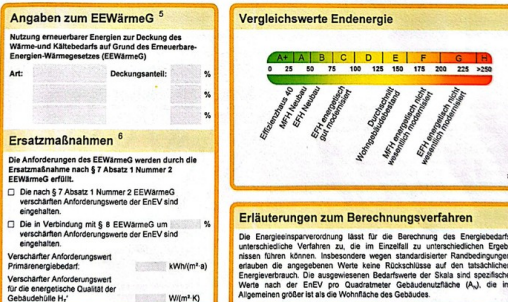 Angaben zum EEWärmeG 5
Nutzung erneuerbarer Energien zur Deckung des
Wärme-und Kältebedarfs auf Grund des Erneuerbare-
Energien-Wärmegesetzes (EEWärmeG)
Art: Deckungsanteil: %
%
%
Ersatzmaßnahmen 6
Die Anforderungen des EEWärmeG werden durch die
Ersatzmaßnahme nach § 7 Absatz 1 Nummer 2
EEWärmeG erfüllt.
☐ Die nach § 7 Absatz 1 Nummer 2 EEWärmeG
verschärften Anforderungswerte der EnEV sind
eingehalten.
☐ Die in Verbindung mit § 8 EEWärmeG um %
verschärften Anforderungswerte der EnEV sind
eingehalten.
Verschärfter Anforderungswert
Primärenergiebedarf: kWh/(m²·a)
Verschärfter Anforderungswert
für die energetische Qualität der
Gebäudehülle H_T' W/(m²·K)
Vergleichswerte Endenergie
A+ A B C D E F G H
0 25 50 75 100 125 150 175 200 225 >250
Effizienzhaus 40
MFH Neubau
EFH Neubau
EFH energetisch
gut modernisiert
Durchschnitt
Wohngebäudebestand
MFH energetisch nicht
wesentlich modernisiert
EFH energetisch nicht
wesentlich modernisiert
Erläuterungen zum Berechnungsverfahren
Die Energieeinsparverordnung lässt für die Berechnung des Energiebedarfs
unterschiedliche Verfahren zu, die im Einzelfall zu unterschiedlichen Ergeb
nissen führen können. Insbesondere wegen standardisierter Randbedingungen
erlauben die angegebenen Werte keine Rückschlüsse auf den tatsächlichen
Energieverbrauch. Die ausgewiesenen Bedarfswerte der Skala sind spezifische
Werte nach der EnEV pro Quadratmeter Gebäudenutzfläche (A), die im
Allgemeinen größer ist als die Wohnfläche des Gebäudes.